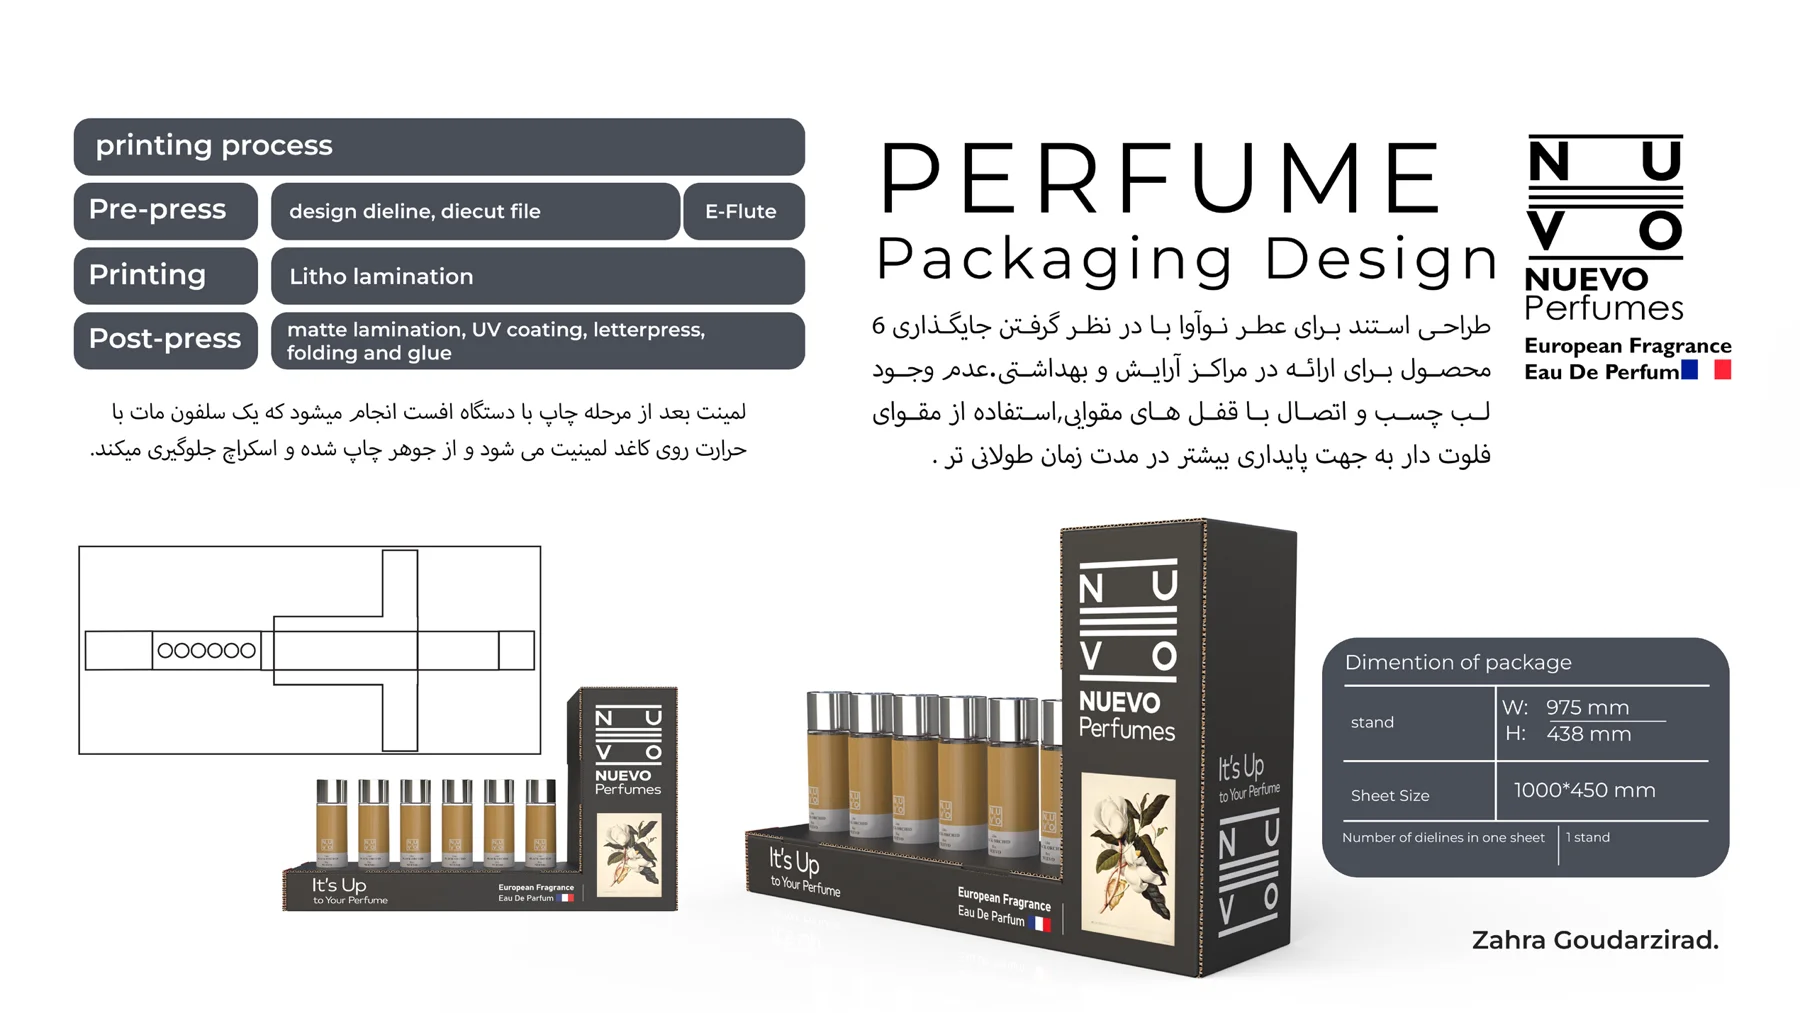 printing process
Pre-press
design dieline, diecut file
E-Flute
Printing
Litho lamination
Post-press
matte lamination, UV coating, letterpress,
folding and glue
لمینت بعد از مرحله چاپ با دستگاه افست انجام میشود که یک سلفون مات با
حرارت روی کاغد لمینیت می شود و از جوهر چاپ شده و اسکراچ جلوگیری میکند.
PERFUME
Packaging Design
طراحی استند برای عطر نوآوا با در نظر گرفتن جایگذاری 6
محصول برای ارائه در مراکز آرایش و بهداشتی.عدم وجود
لب چسب و اتصال با قفل های مقوایی,استفاده از مقوای
فلوت دار به جهت پایداری بیشتر در مدت زمان طولانی تر .
N U
V O
NUEVO
Perfumes
European Fragrance
Eau De Perfum
N U
V O
NUEVO
Perfumes
It's Up
to Your Perfume
European Fragrance
Eau De Parfum
N U
V O
NUEVO
Perfumes
It's Up
to Your Perfume
European Fragrance
Eau De Parfum
It's Up
to Your Perfume
N U
V O
Dimention of package
stand
W: 975 mm
H: 438 mm
Sheet Size
1000*450 mm
Number of dielines in one sheet
1 stand
Zahra Goudarzirad.